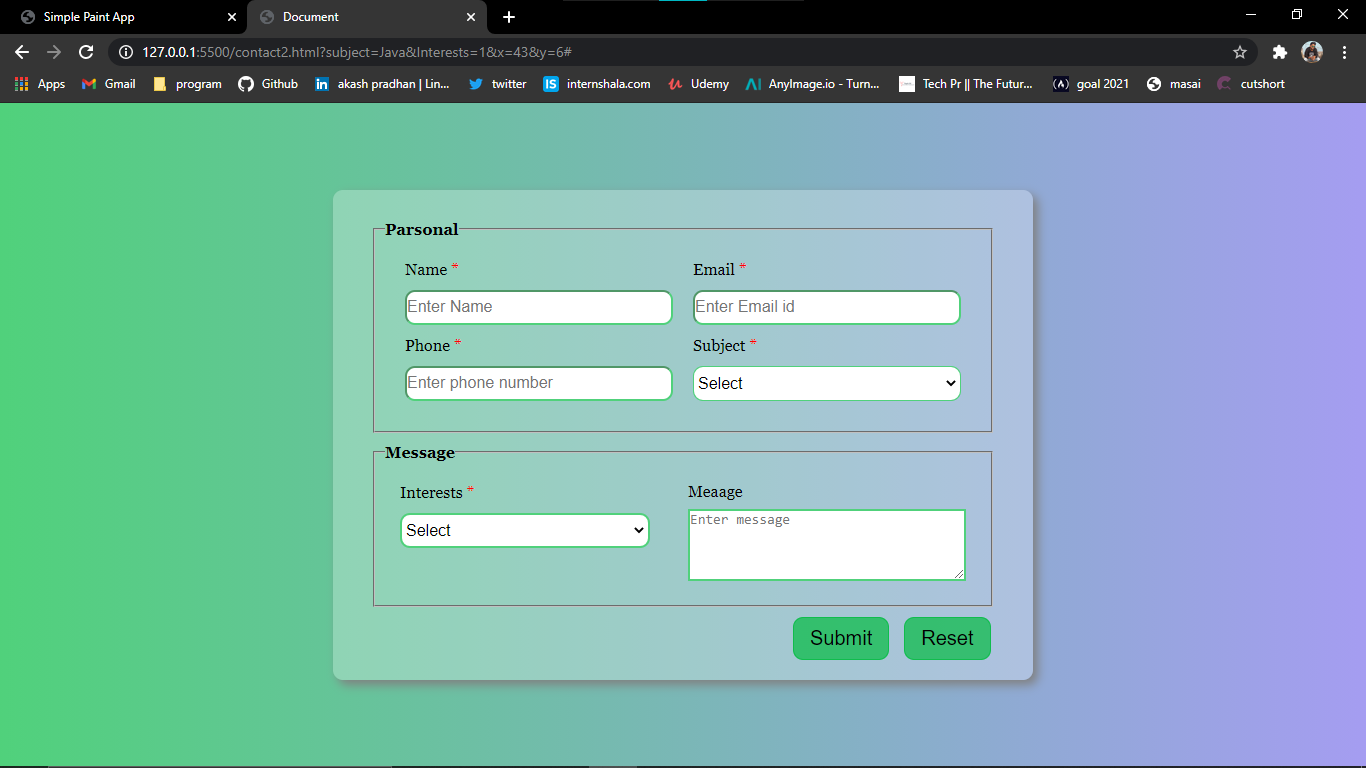 Simple Paint App
Document
127.0.0.1:5500/contact2.html?subject=Java&Interests=1&x=43&y=6#
Apps Gmail program Github akash pradhan | Lin... twitter internshala.com Udemy AnyImage.io - Turn... Tech Pr || The Futur... goal 2021 masai cutshort
Parsonal
Name * Email *
Enter Name Enter Email id
Phone * Subject *
Enter phone number Select
Message
Interests * Meaage
Select Enter message
Submit Reset